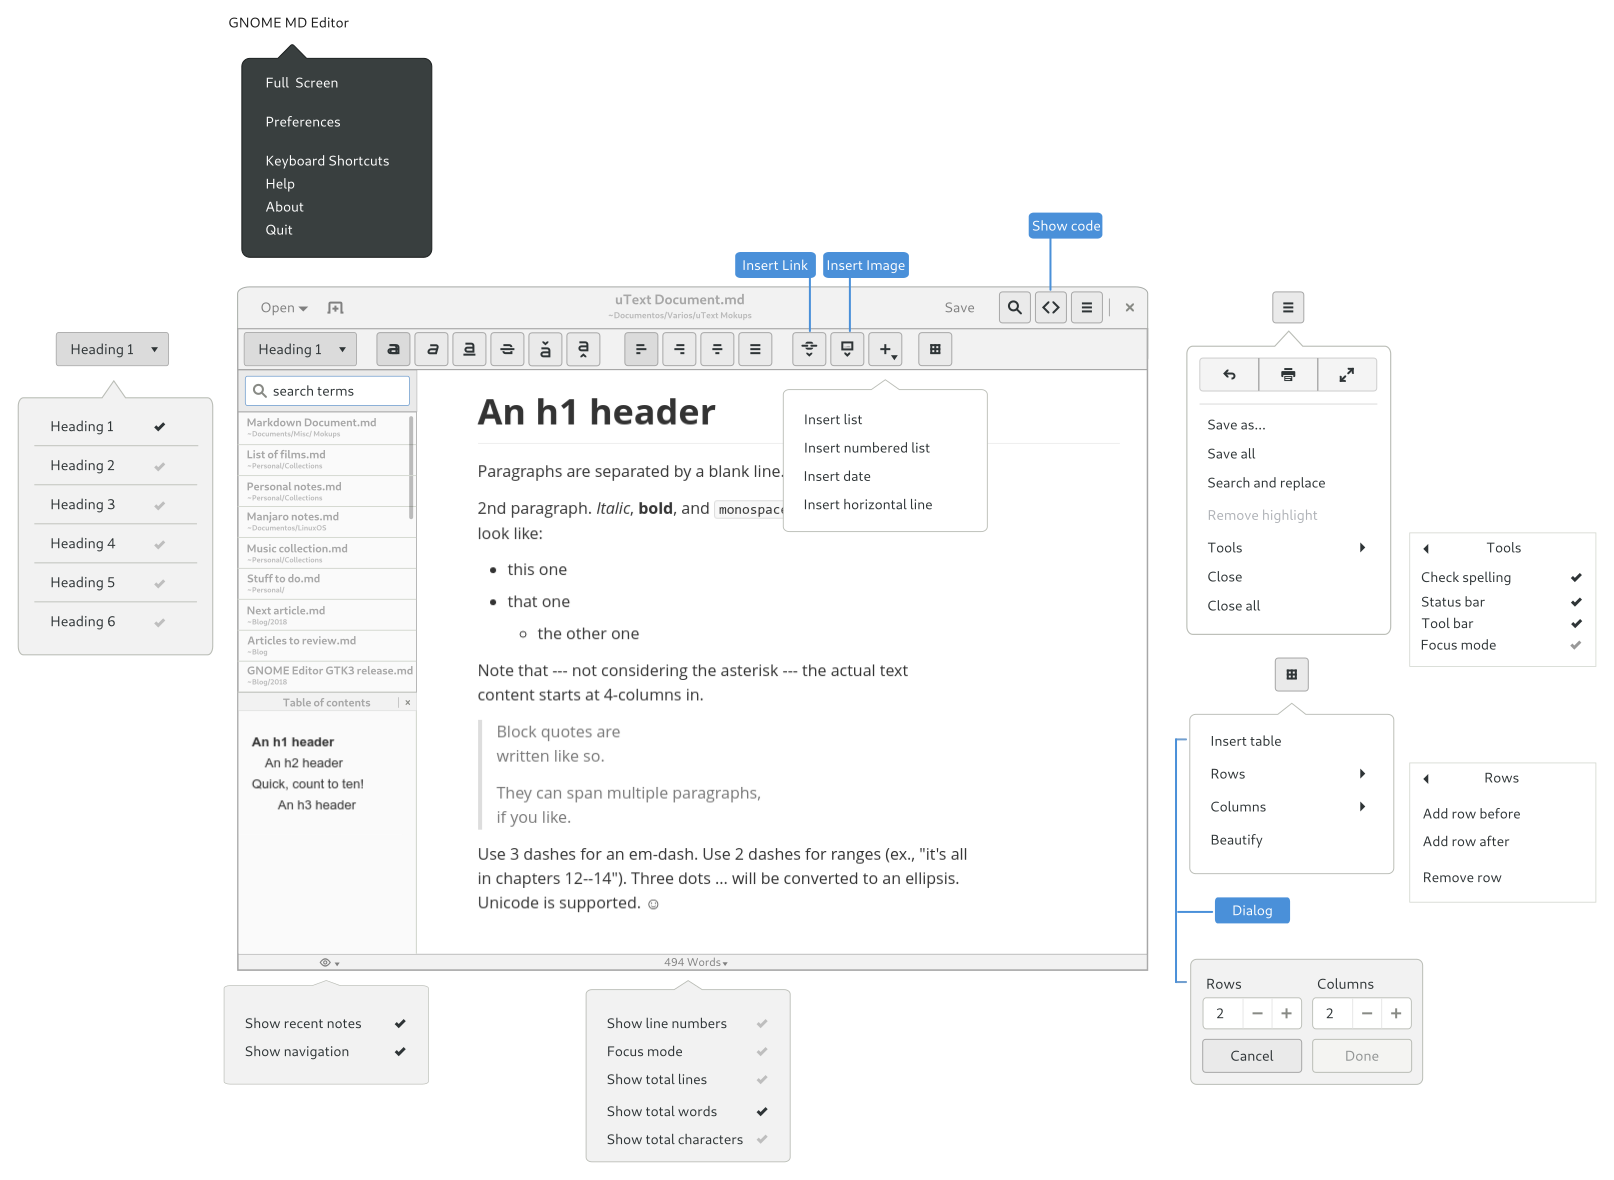 GNOME MD Editor
Full Screen
Preferences
Keyboard Shortcuts
Help
About
Quit
Show code
Insert Link
Insert Image
Open
uText Document.md
~Documentos/Varios/uText Mokups
Save
Heading 1
Heading 1
a a a a a a
Heading 1
Heading 2
Heading 3
Heading 4
Heading 5
Heading 6
search terms
Markdown Document.md
~Documents/Misc/ Mokups
List of films.md
~Personal/Collections
Personal notes.md
~Personal/Collections
Manjaro notes.md
~Documentos/LinuxOS
Music collection.md
~Personal/Collections
Stuff to do.md
~Personal/
Next article.md
~Blog/2018
Articles to review.md
~Blog
GNOME Editor GTK3 release.md
~Blog/2018
Table of contents
An h1 header
An h2 header
Quick, count to ten!
An h3 header
An h1 header
Paragraphs are separated by a blank line.
2nd paragraph. Italic, bold, and monospac
look like:
• this one
• that one
◦ the other one
Note that --- not considering the asterisk --- the actual text
content starts at 4-columns in.
Block quotes are
written like so.
They can span multiple paragraphs,
if you like.
Use 3 dashes for an em-dash. Use 2 dashes for ranges (ex., "it's all
in chapters 12--14"). Three dots ... will be converted to an ellipsis.
Unicode is supported. ☺
Insert list
Insert numbered list
Insert date
Insert horizontal line
494 Words
Show recent notes
Show navigation
Show line numbers
Focus mode
Show total lines
Show total words
Show total characters
Save as...
Save all
Search and replace
Remove highlight
Tools
Close
Close all
Tools
Check spelling
Status bar
Tool bar
Focus mode
Insert table
Rows
Columns
Beautify
Rows
Add row before
Add row after
Remove row
Dialog
Rows Columns
2 − + 2 − +
Cancel Done